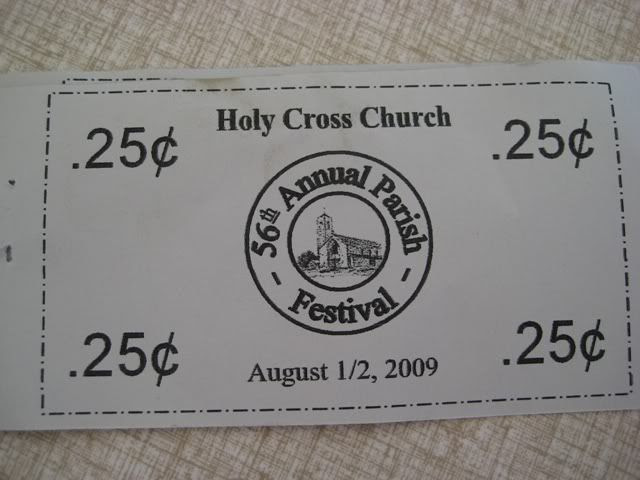 Holy Cross Church
.25¢
.25¢
56th Annual Parish
- Festival -
.25¢
.25¢
August 1/2, 2009